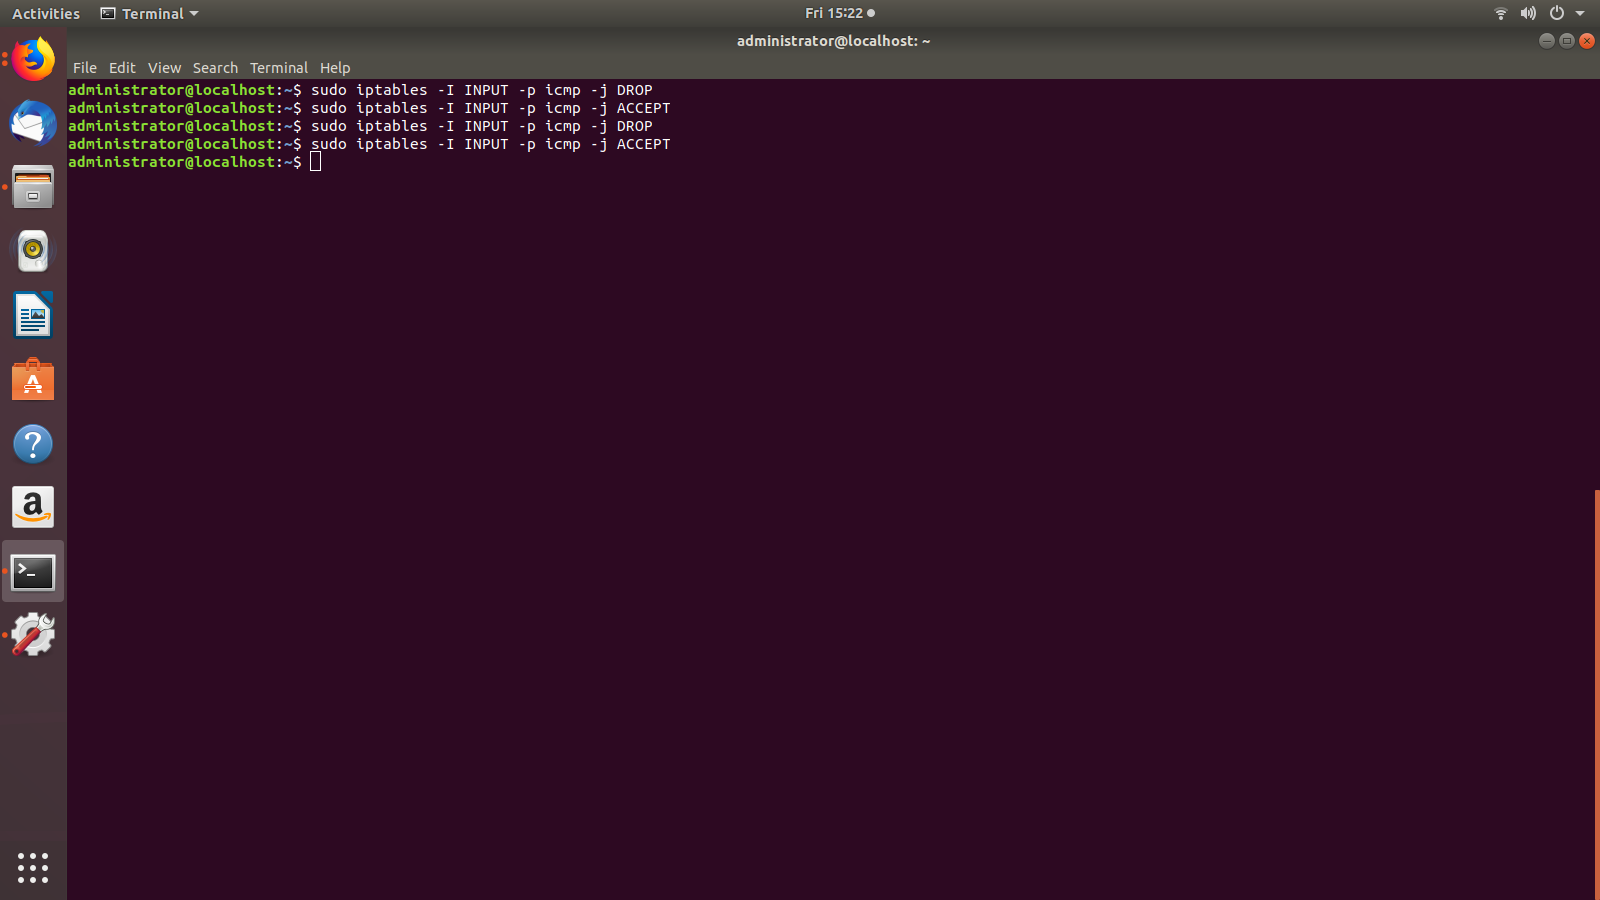 Activities Terminal Fri 15:22
administrator@localhost: ~
File Edit View Search Terminal Help
administrator@localhost:~$ sudo iptables -I INPUT -p icmp -j DROP
administrator@localhost:~$ sudo iptables -I INPUT -p icmp -j ACCEPT
administrator@localhost:~$ sudo iptables -I INPUT -p icmp -j DROP
administrator@localhost:~$ sudo iptables -I INPUT -p icmp -j ACCEPT
administrator@localhost:~$